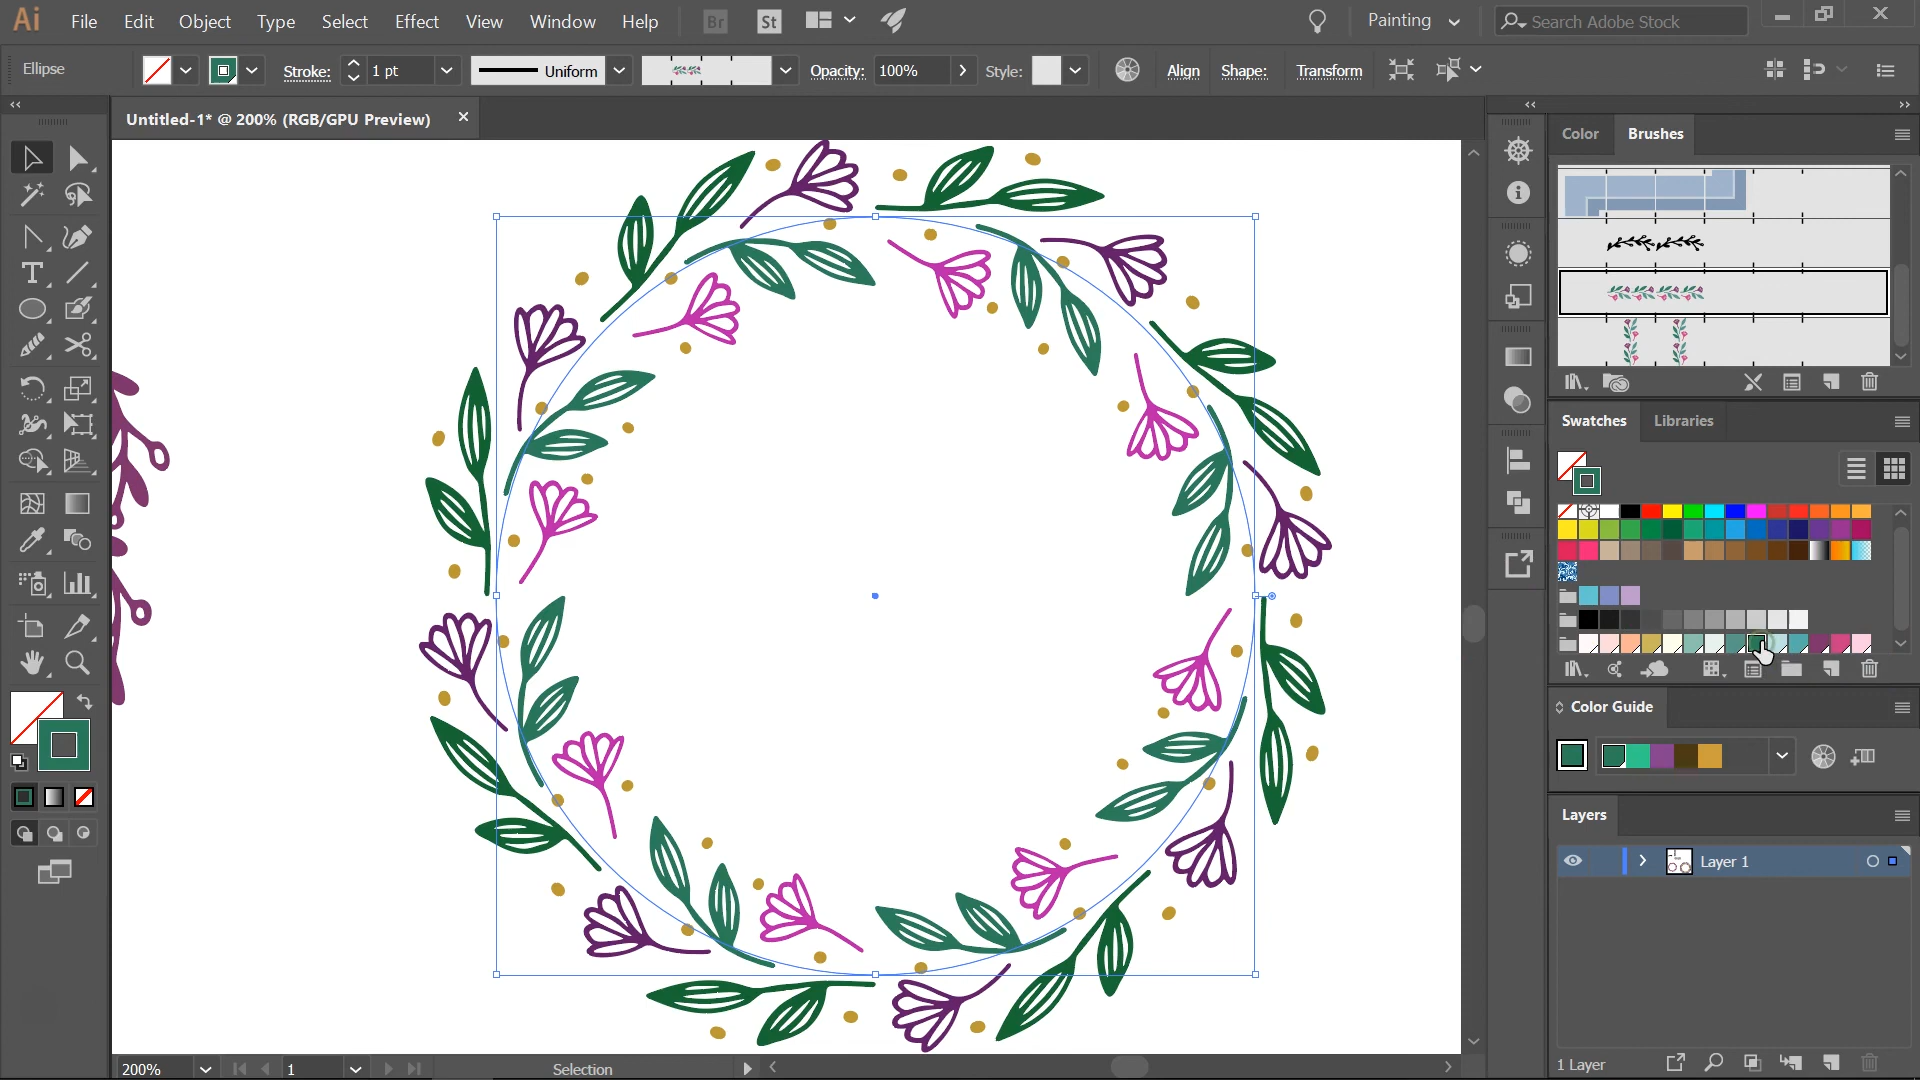 Ai File Edit Object Type Select Effect View Window Help Br St Painting Search Adobe Stock
Ellipse Stroke: 1 pt Uniform Opacity: 100% Style: Align Shape: Transform
Untitled-1* @ 200% (RGB/GPU Preview)
Color Brushes
Swatches Libraries
Color Guide
Layers
Layer 1
1 Layer
200% 1 Selection